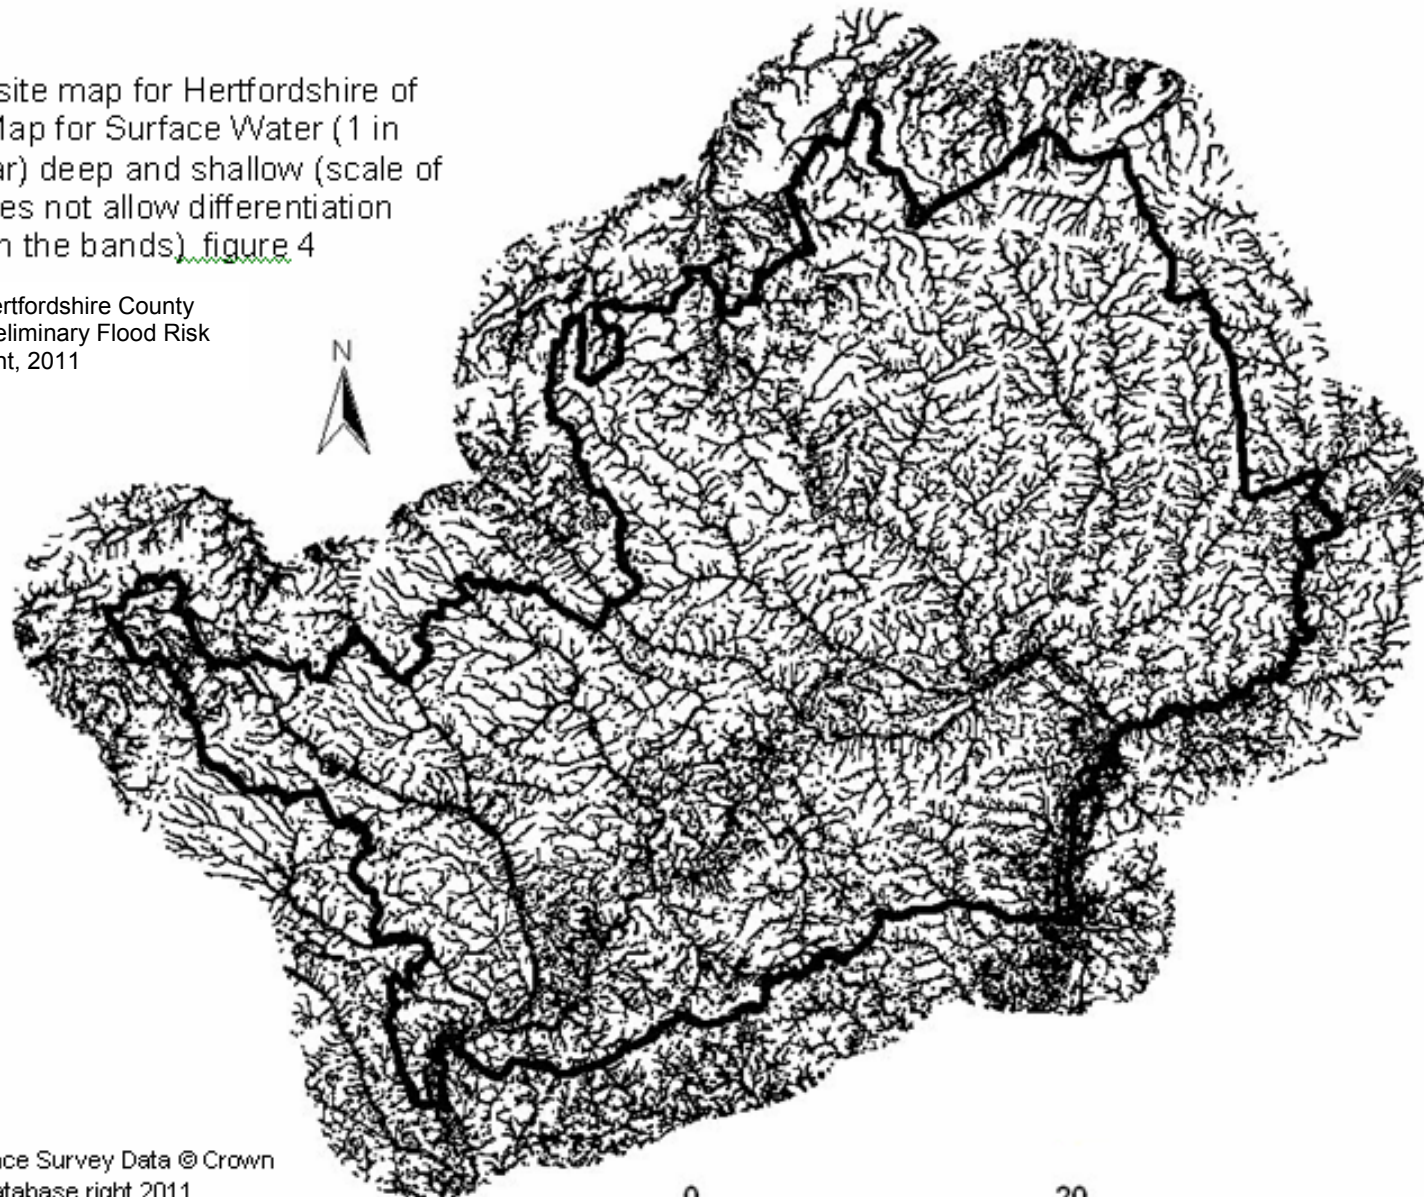 site map for Hertfordshire of
Map for Surface Water (1 in
ar) deep and shallow (scale of
es not allow differentiation
n the bands) figure 4
ertfordshire County
eliminary Flood Risk
nt, 2011
N
nce Survey Data © Crown
atabase right 2011
0 20